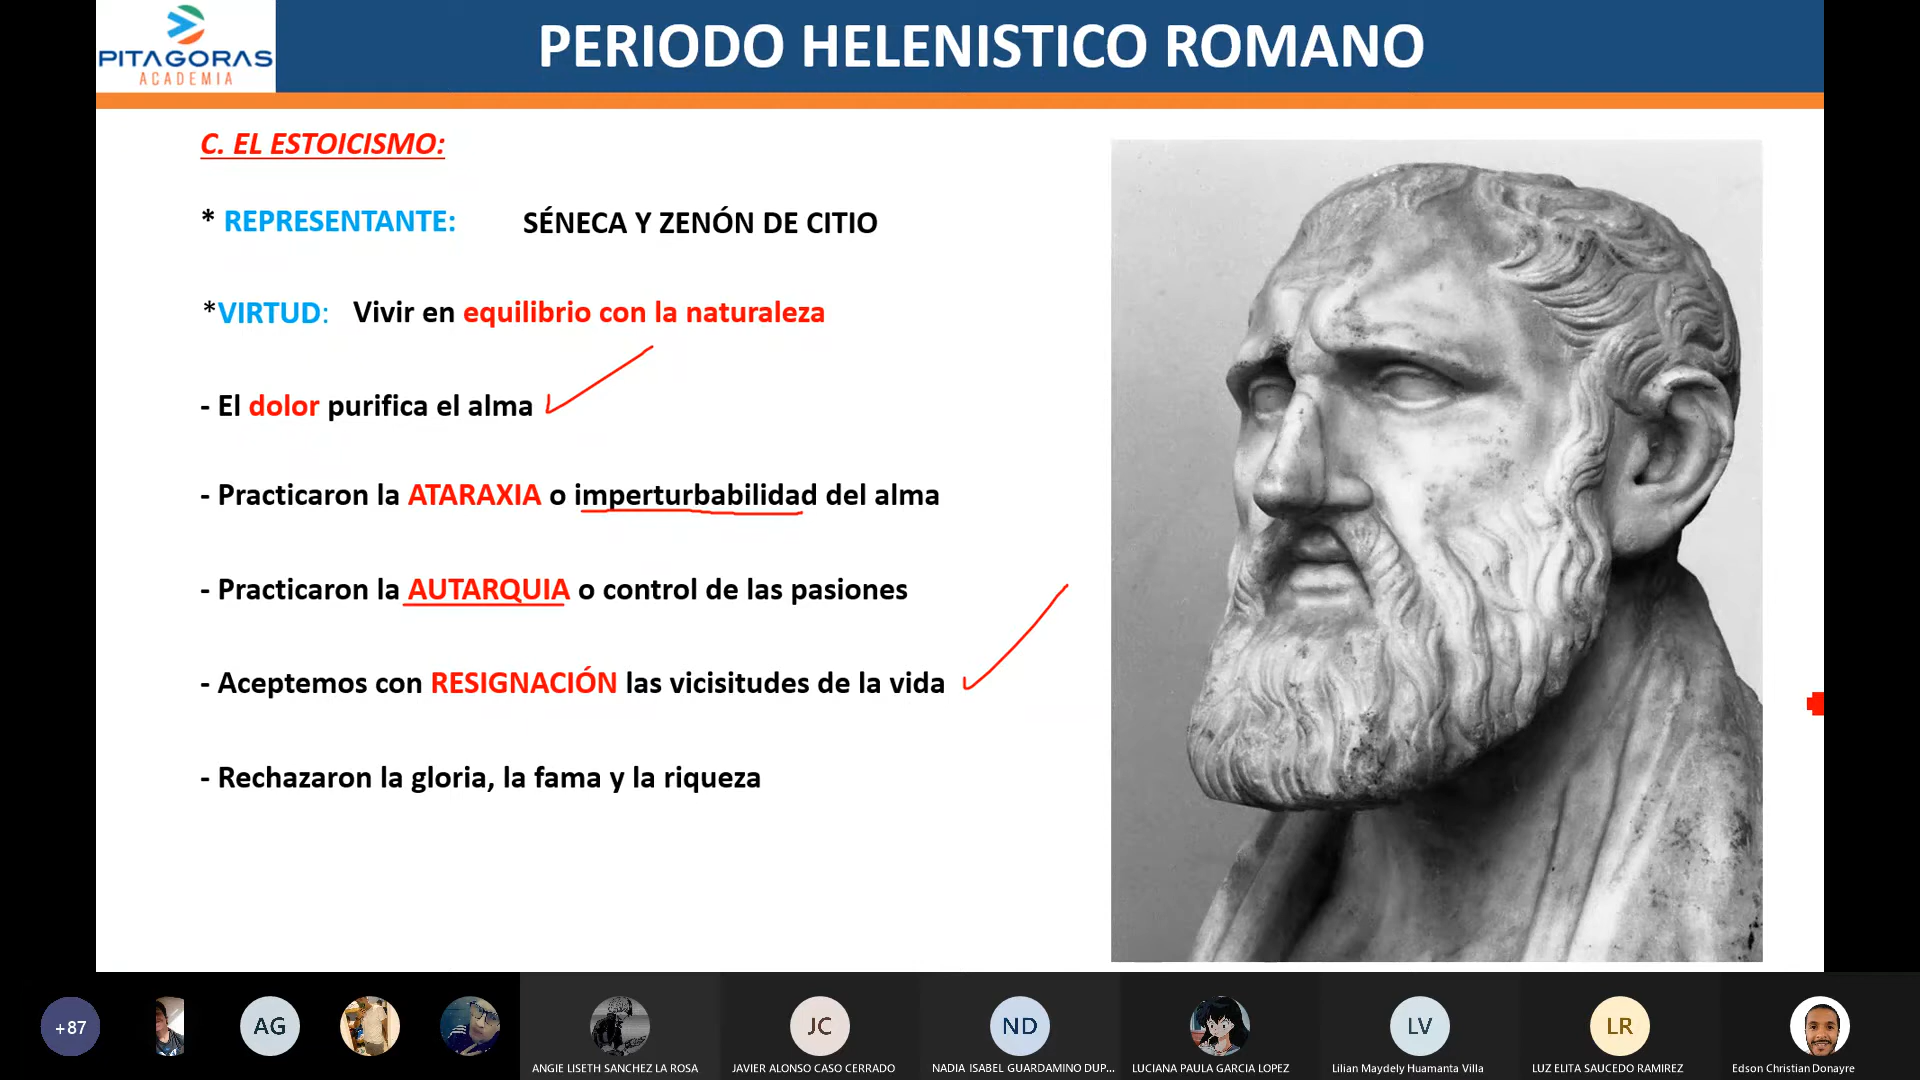 PITAGORAS
ACADEMIA
PERIODO HELENISTICO ROMANO
C. EL ESTOICISMO:
* REPRESENTANTE: SÉNECA Y ZENÓN DE CITIO
*VIRTUD: Vivir en equilibrio con la naturaleza
- El dolor purifica el alma
- Practicaron la ATARAXIA o imperturbabilidad del alma
- Practicaron la AUTARQUIA o control de las pasiones
- Aceptemos con RESIGNACIÓN las vicisitudes de la vida
- Rechazaron la gloria, la fama y la riqueza
+87 AG JC ND LV LR
ANGIE LISETH SANCHEZ LA ROSA JAVIER ALONSO CASO CERRADO NADIA ISABEL GUARDAMINO DUP... LUCIANA PAULA GARCIA LOPEZ Lilian Maydely Huamanta Villa LUZ ELITA SAUCEDO RAMIREZ Edson Christian Donayre